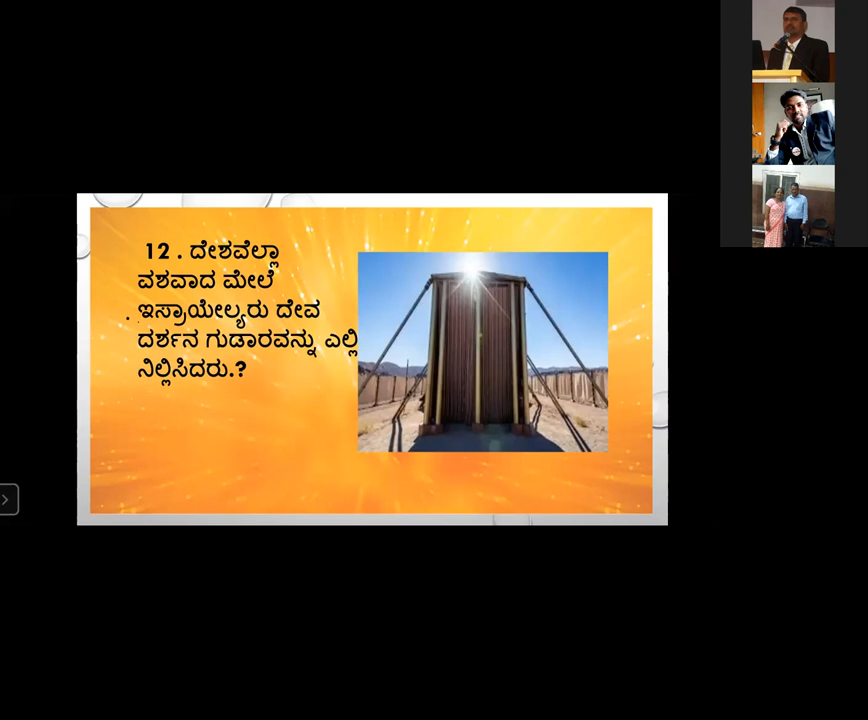 12 . ದೇಶವೆಲ್ಲಾ
ವಶವಾದ ಮೇಲೆ
. ಇಸ್ರಾಯೇಲ್ಯರು ದೇವ
ದರ್ಶನ ಗುಡಾರವನ್ನು ಎಲ್ಲಿ
ನಿಲ್ಲಿಸಿದರು.?